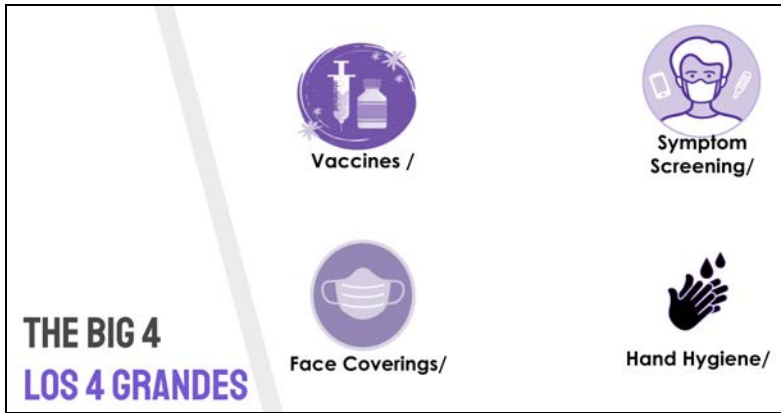 Vaccines /
Symptom
Screening/
Face Coverings/
Hand Hygiene/
THE BIG 4
LOS 4 GRANDES